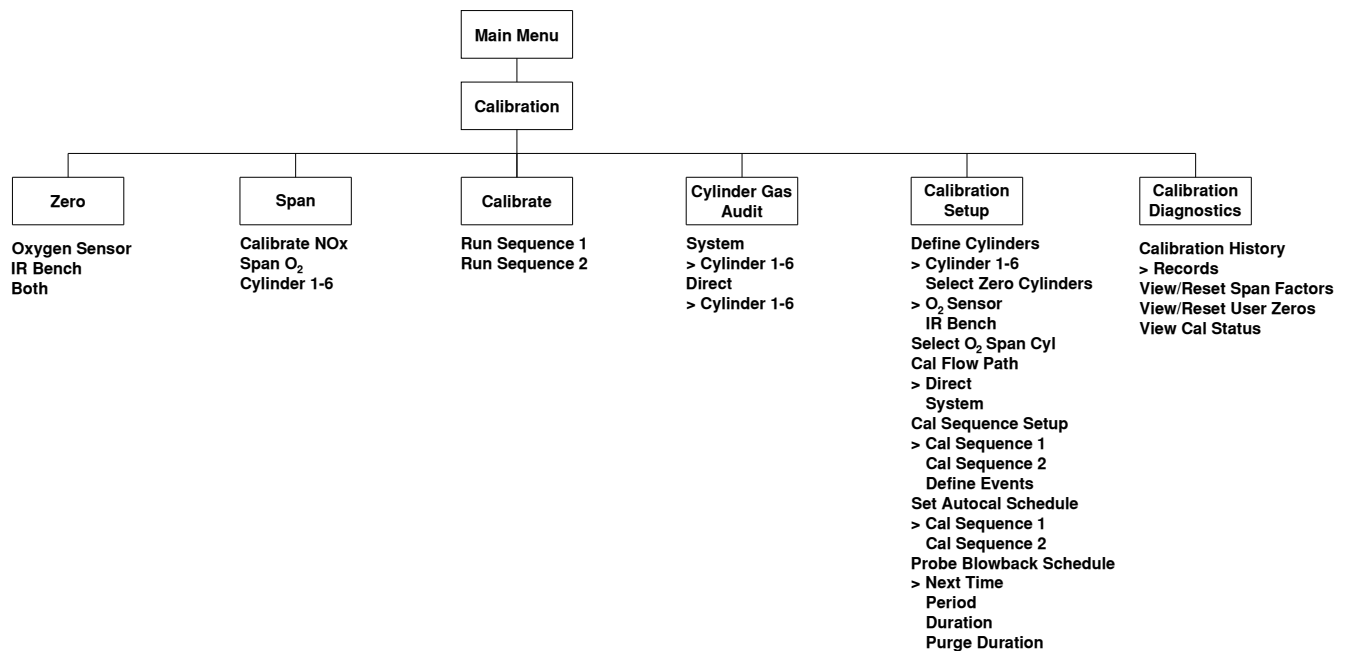 Main Menu
Calibration
Zero
Oxygen Sensor
IR Bench
Both
Span
Calibrate NOx
Span O₂
Cylinder 1-6
Calibrate
Run Sequence 1
Run Sequence 2
Cylinder Gas
Audit
System
> Cylinder 1-6
Direct
> Cylinder 1-6
Calibration
Setup
Define Cylinders
> Cylinder 1-6
Select Zero Cylinders
> O₂ Sensor
IR Bench
Select O₂ Span Cyl
Cal Flow Path
> Direct
System
Cal Sequence Setup
> Cal Sequence 1
Cal Sequence 2
Define Events
Set Autocal Schedule
> Cal Sequence 1
Cal Sequence 2
Probe Blowback Schedule
> Next Time
Period
Duration
Purge Duration
Calibration
Diagnostics
Calibration History
> Records
View/Reset Span Factors
View/Reset User Zeros
View Cal Status